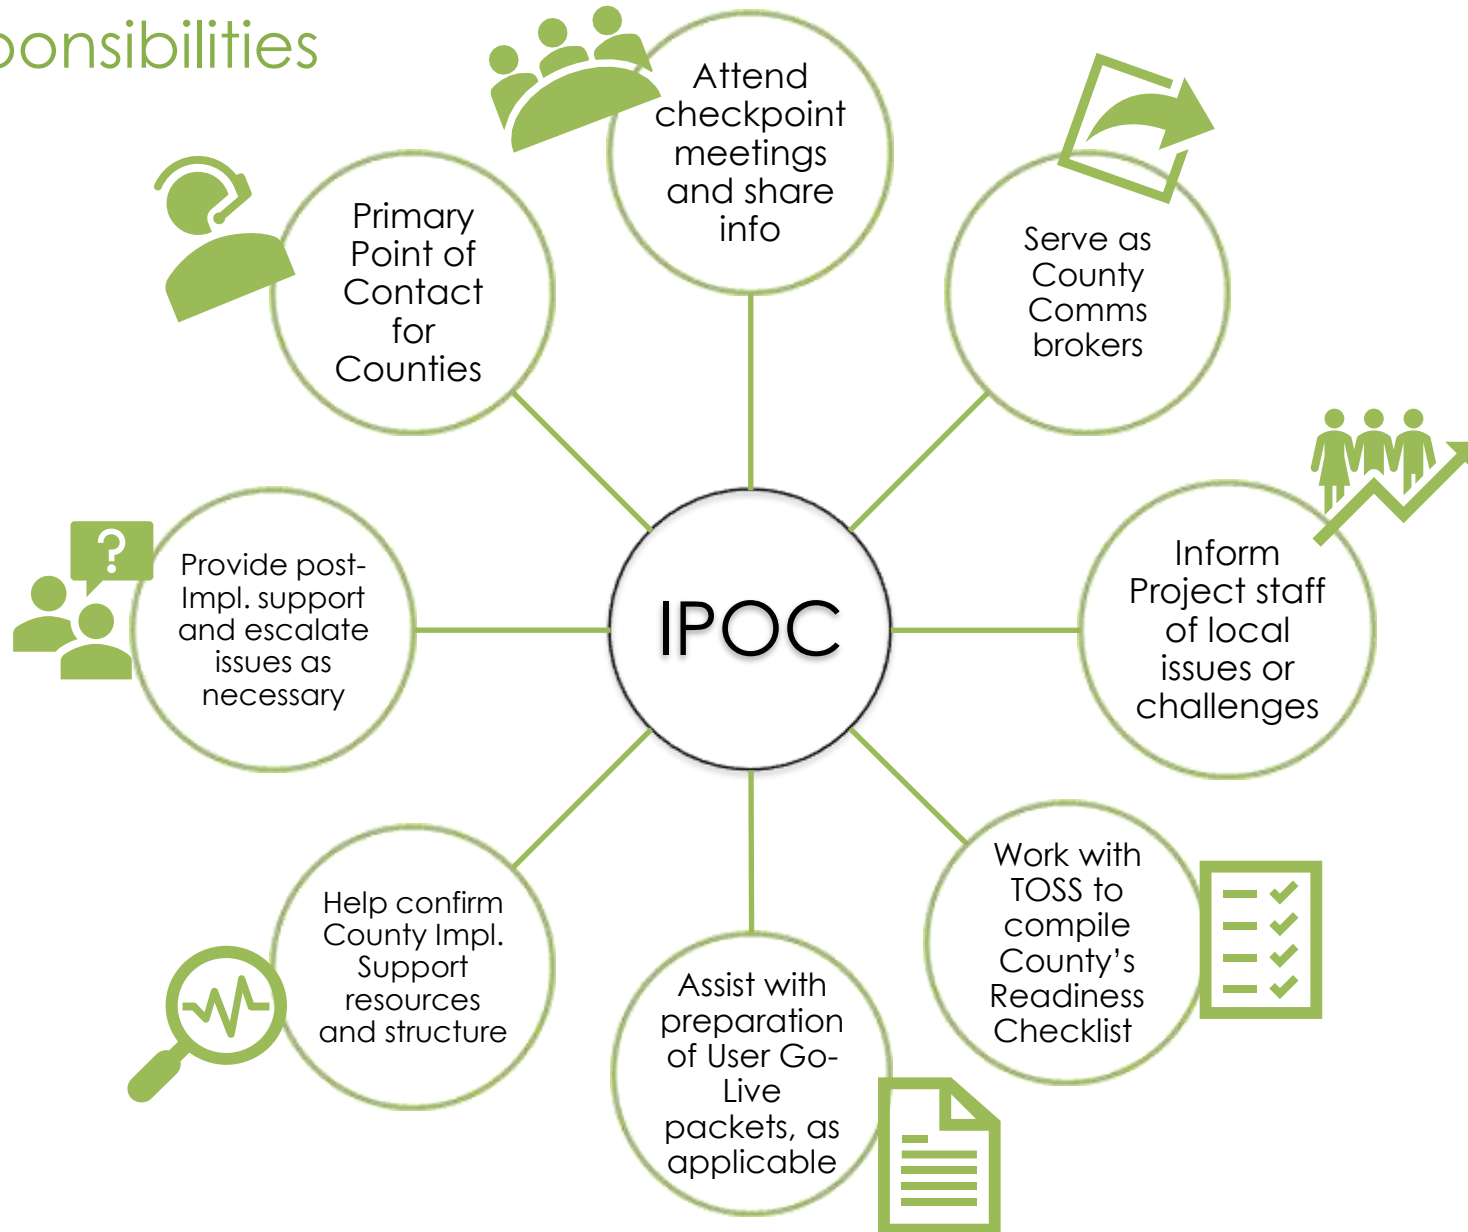 ponsibilities
Attend
checkpoint
meetings
and share
info
Serve as
County
Comms
brokers
Inform
Project staff
of local
issues or
challenges
Work with
TOSS to
compile
County’s
Readiness
Checklist
Assist with
preparation
of User Go-
Live
packets, as
applicable
Help confirm
County Impl.
Support
resources
and structure
Provide post-
Impl. support
and escalate
issues as
necessary
Primary
Point of
Contact
for
Counties
IPOC
?